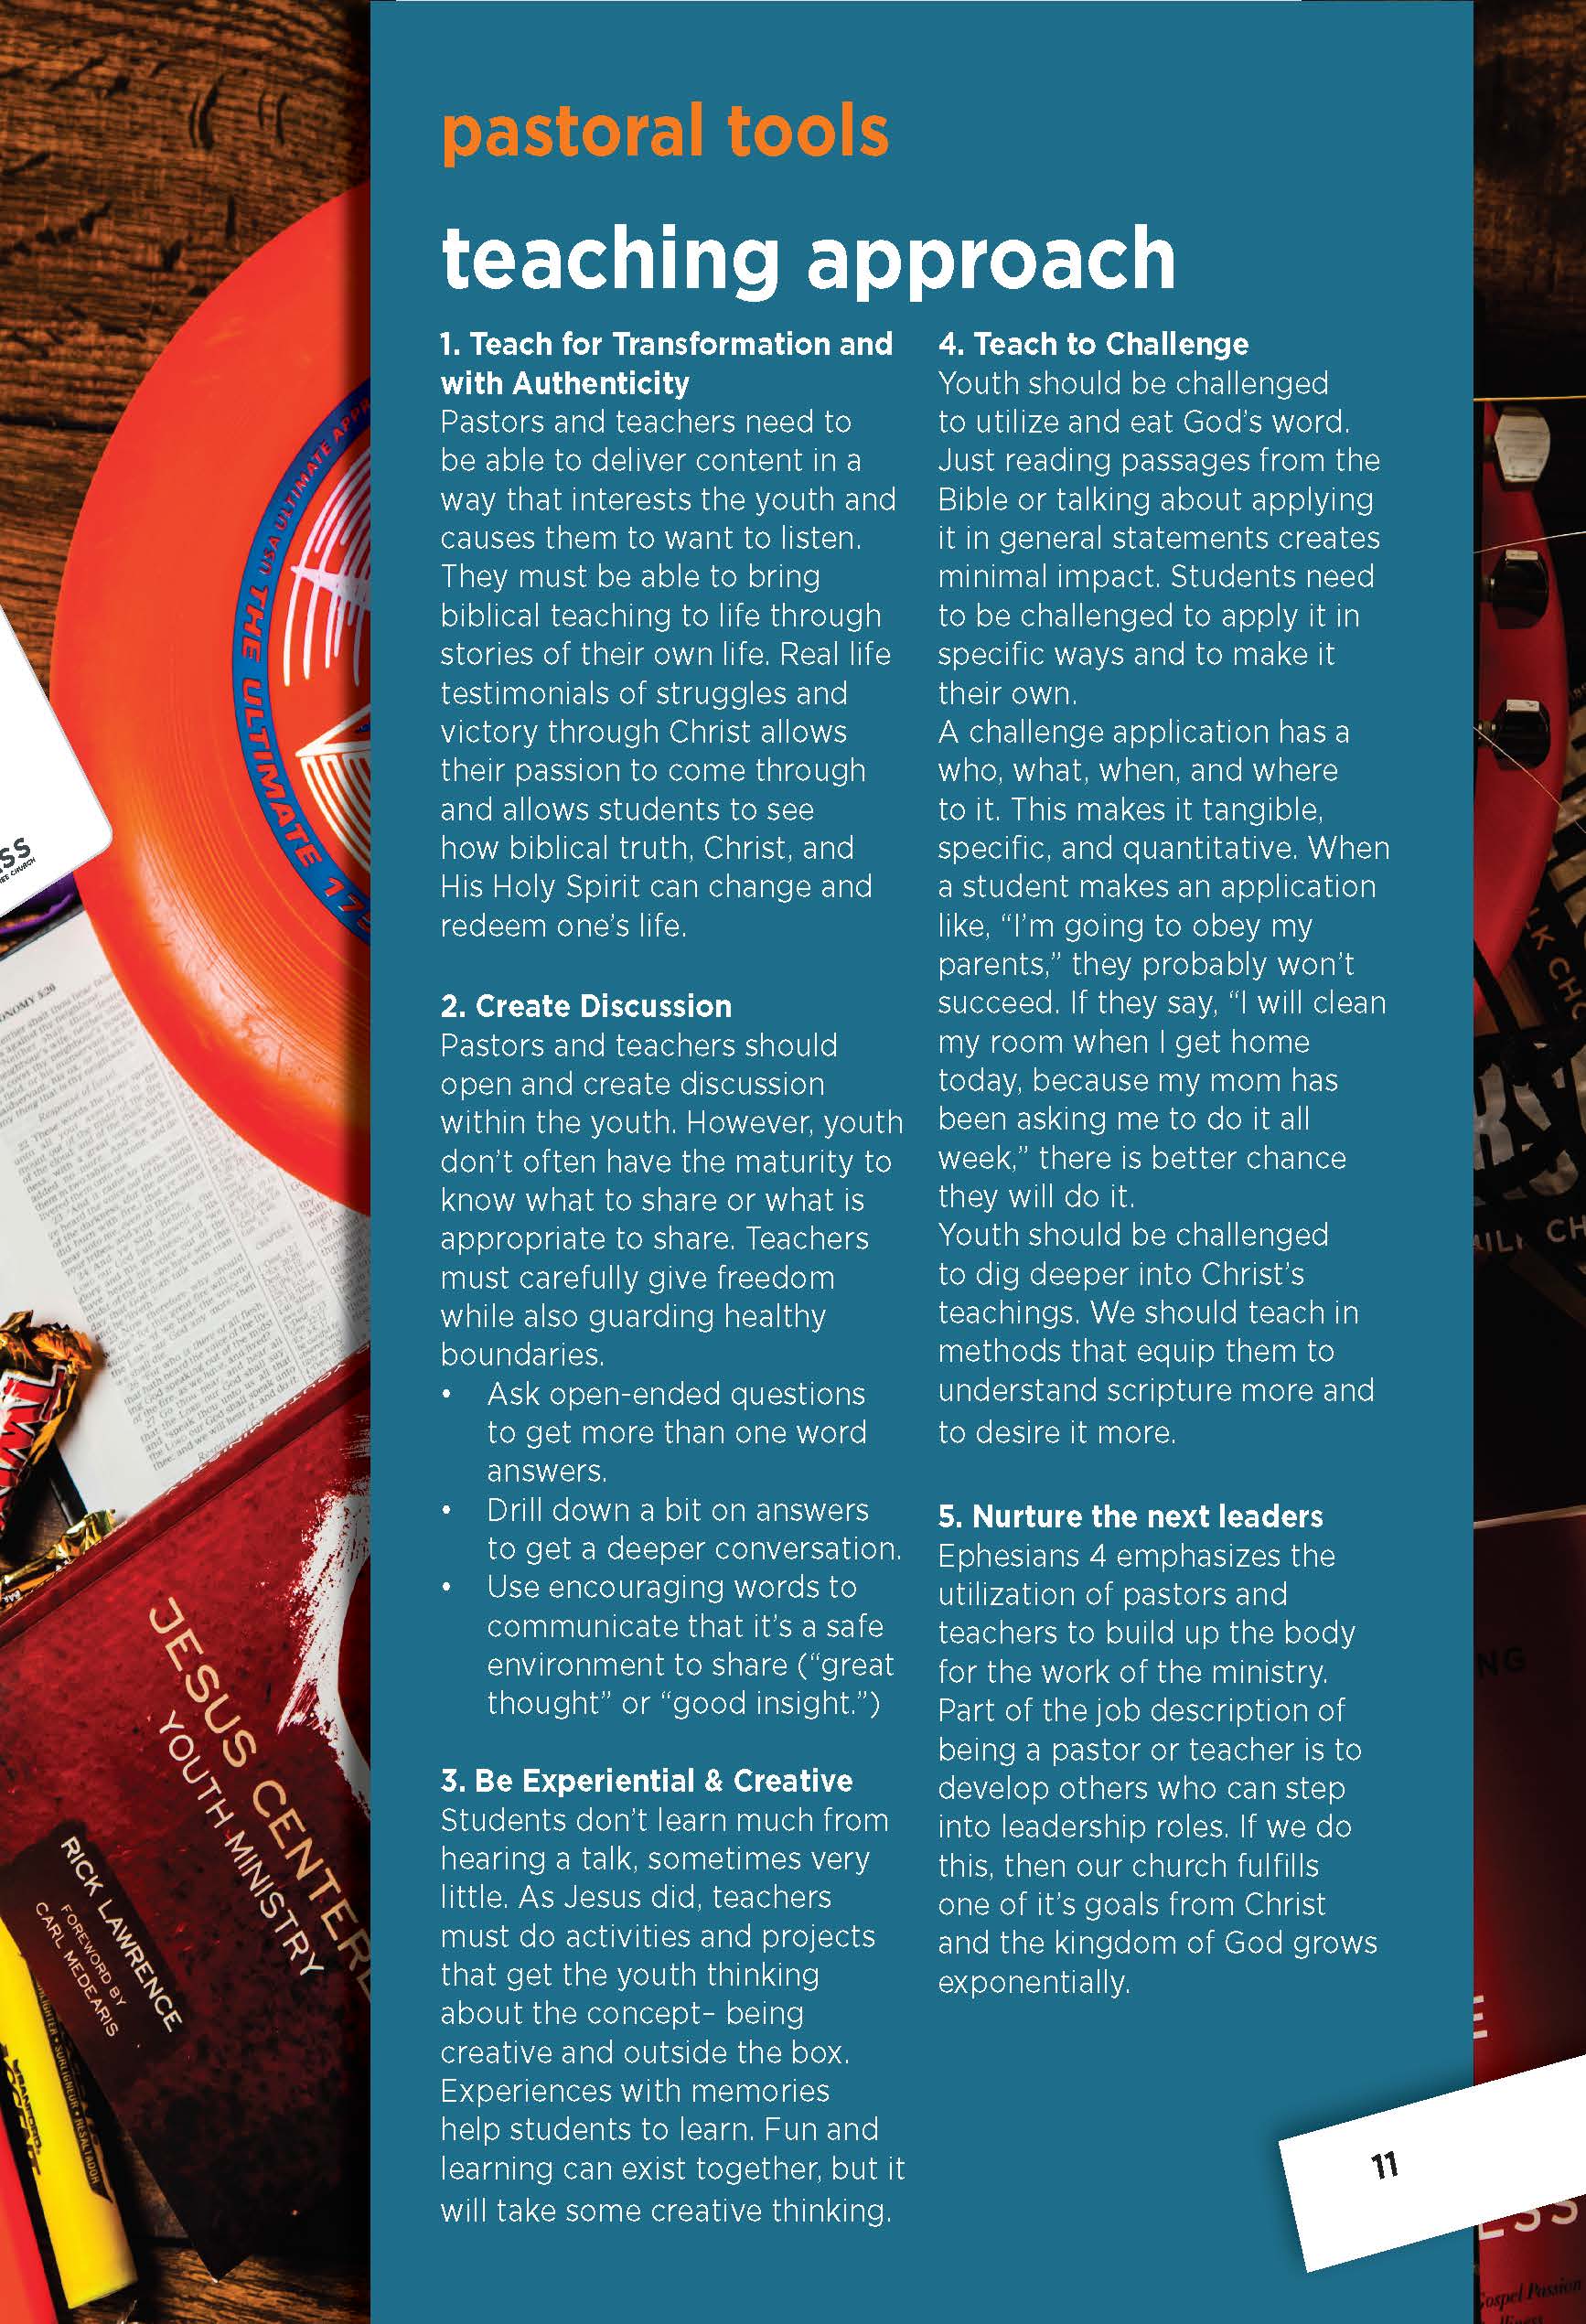 pastoral tools
teaching approach
1. Teach for Transformation and
with Authenticity
Pastors and teachers need to
be able to deliver content in a
way that interests the youth and
causes them to want to listen.
They must be able to bring
biblical teaching to life through
stories of their own life. Real life
testimonials of struggles and
victory through Christ allows
their passion to come through
and allows students to see
how biblical truth, Christ, and
His Holy Spirit can change and
redeem one’s life.
2. Create Discussion
Pastors and teachers should
open and create discussion
within the youth. However, youth
don’t often have the maturity to
know what to share or what is
appropriate to share. Teachers
must carefully give freedom
while also guarding healthy
boundaries.
• Ask open-ended questions
to get more than one word
answers.
• Drill down a bit on answers
to get a deeper conversation.
• Use encouraging words to
communicate that it’s a safe
environment to share (“great
thought” or “good insight.”)
3. Be Experiential & Creative
Students don’t learn much from
hearing a talk, sometimes very
little. As Jesus did, teachers
must do activities and projects
that get the youth thinking
about the concept– being
creative and outside the box.
Experiences with memories
help students to learn. Fun and
learning can exist together, but it
will take some creative thinking.
4. Teach to Challenge
Youth should be challenged
to utilize and eat God’s word.
Just reading passages from the
Bible or talking about applying
it in general statements creates
minimal impact. Students need
to be challenged to apply it in
specific ways and to make it
their own.
A challenge application has a
who, what, when, and where
to it. This makes it tangible,
specific, and quantitative. When
a student makes an application
like, “I’m going to obey my
parents,” they probably won’t
succeed. If they say, “I will clean
my room when I get home
today, because my mom has
been asking me to do it all
week,” there is better chance
they will do it.
Youth should be challenged
to dig deeper into Christ’s
teachings. We should teach in
methods that equip them to
understand scripture more and
to desire it more.
5. Nurture the next leaders
Ephesians 4 emphasizes the
utilization of pastors and
teachers to build up the body
for the work of the ministry.
Part of the job description of
being a pastor or teacher is to
develop others who can step
into leadership roles. If we do
this, then our church fulfills
one of it’s goals from Christ
and the kingdom of God grows
exponentially.
11
USA ULTIMATE
THE ULTIMATE 175
JESUS CENTER
YOUTH MINISTRY
RICK LAWRENCE
FOREWORD BY
CARL MEDEARIS
Gospel Passion